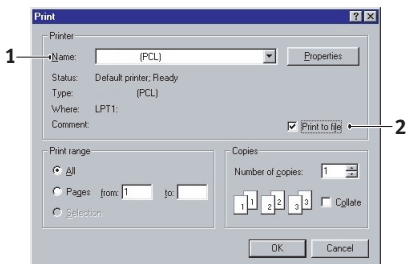 Print
Printer
1
Name:
(PCL)
Properties
Status: Default printer; Ready
Type: (PCL)
Where: LPT1:
Comment:
Print to file
2
Print range
All
Pages from: 1 to:
Selection
Copies
Number of copies: 1
1 1 2 2 3 3
Collate
OK
Cancel